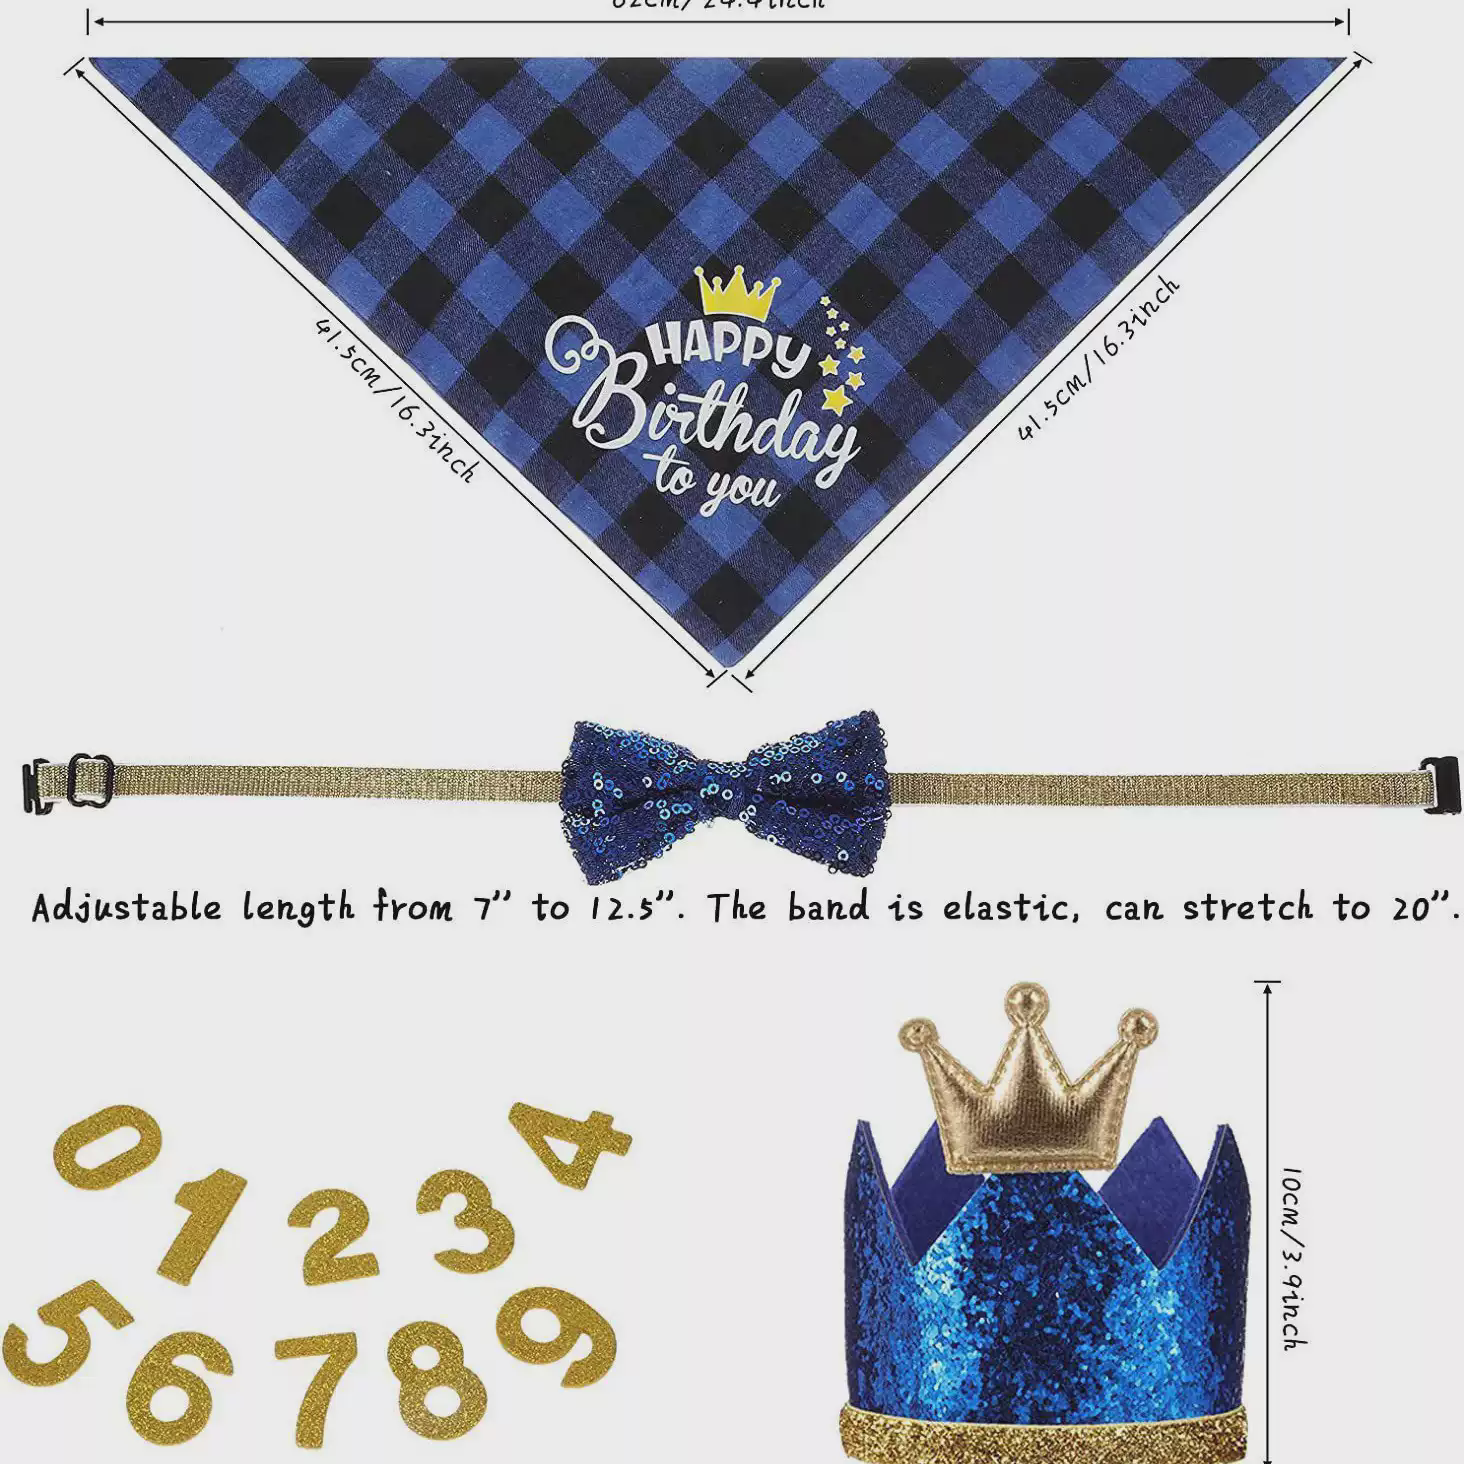 41.5cm/16.3inch
41.5cm/16.3inch
HAPPY
Birthday
to you
Adjustable length from 7” to 12.5”. The band is elastic, can stretch to 20”.
0
1
2
3
4
5
6
7
8
9
10cm/3.9inch